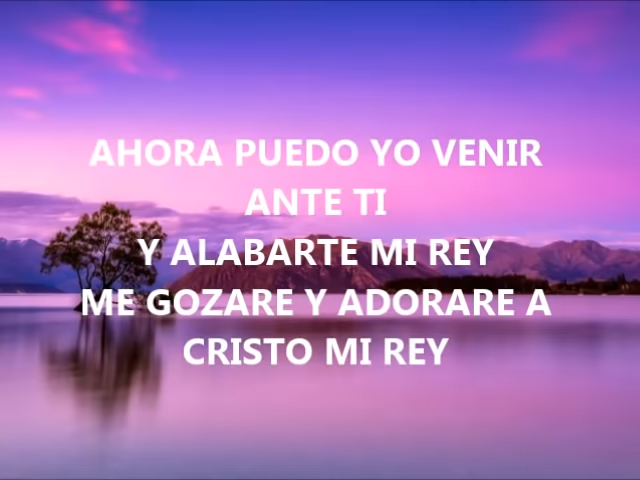 AHORA PUEDO YO VENIR
ANTE TI
Y ALABARTE MI REY
ME GOZARE Y ADORARE A
CRISTO MI REY